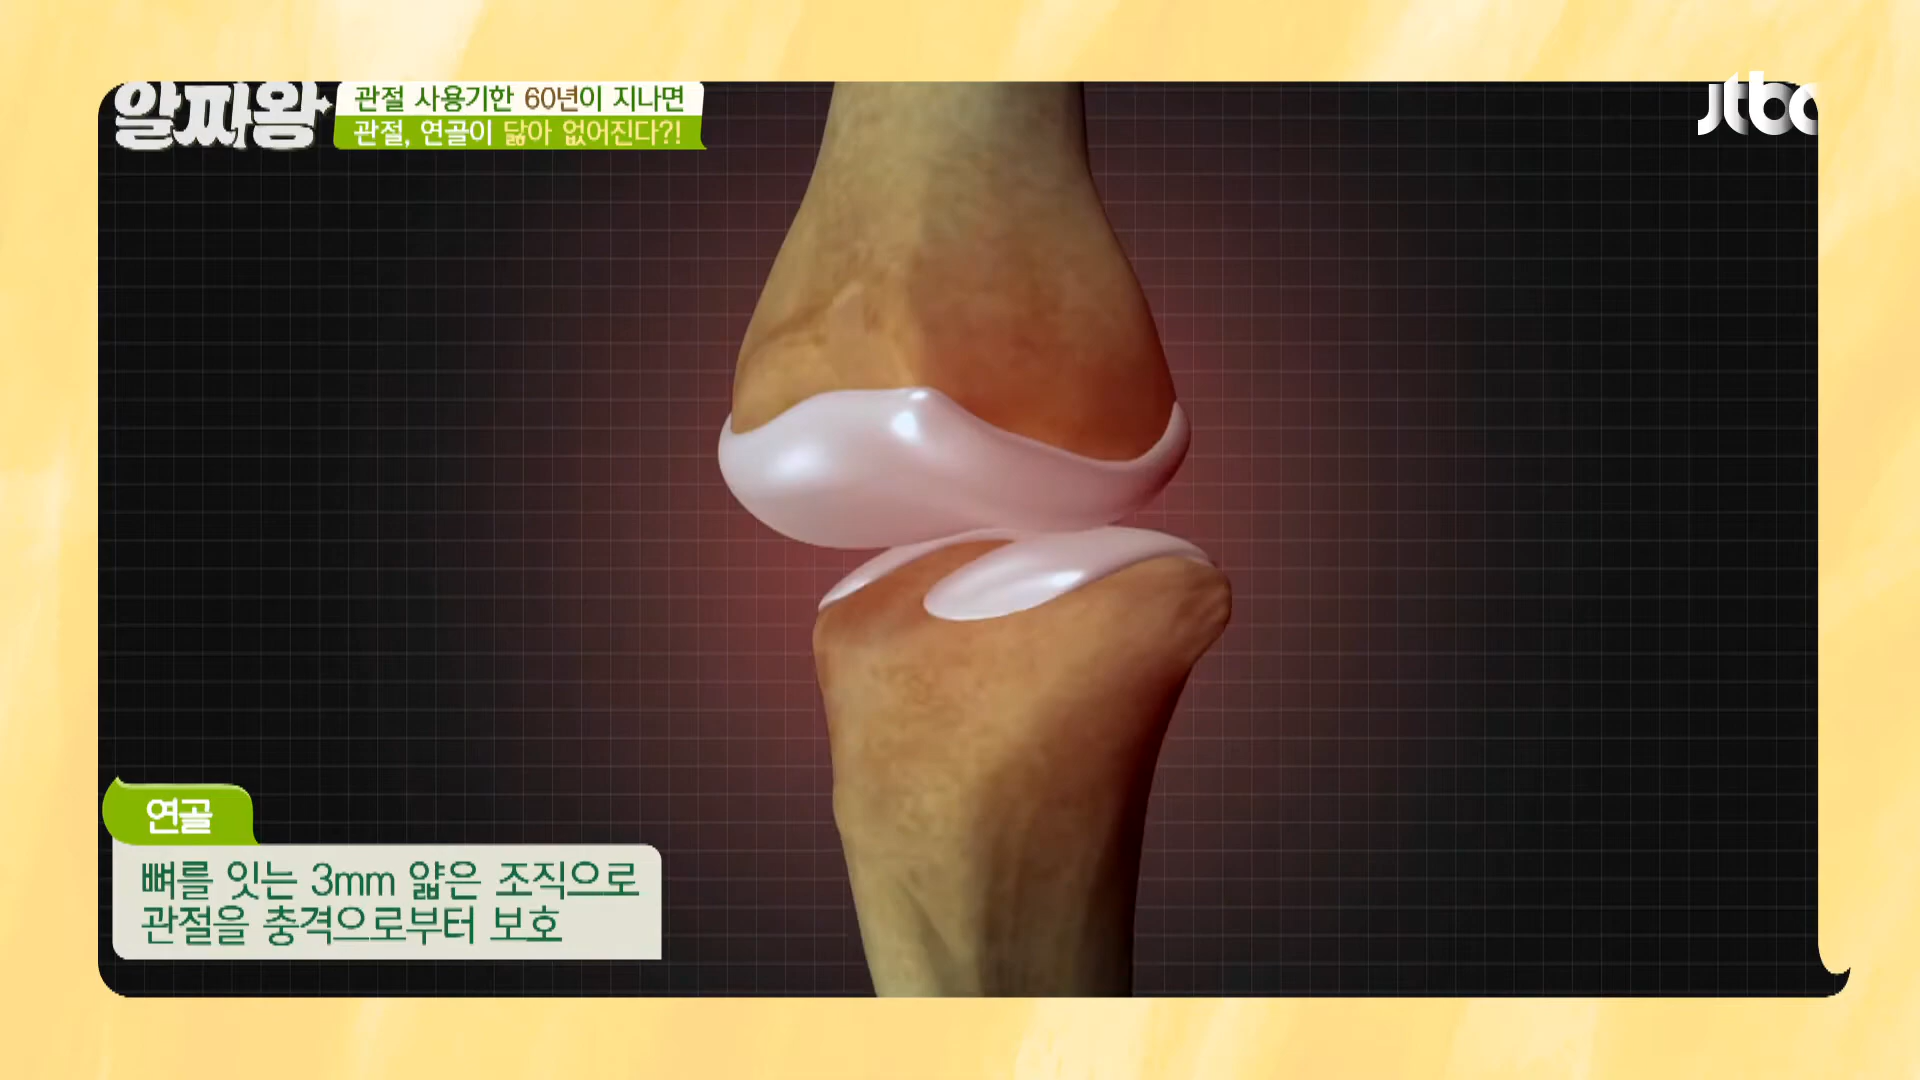 알짜왕
관절 사용기한 60년이 지나면
관절, 연골이 닳아 없어진다?!
jtbc
연골
뼈를 잇는 3mm 얇은 조직으로
관절을 충격으로부터 보호